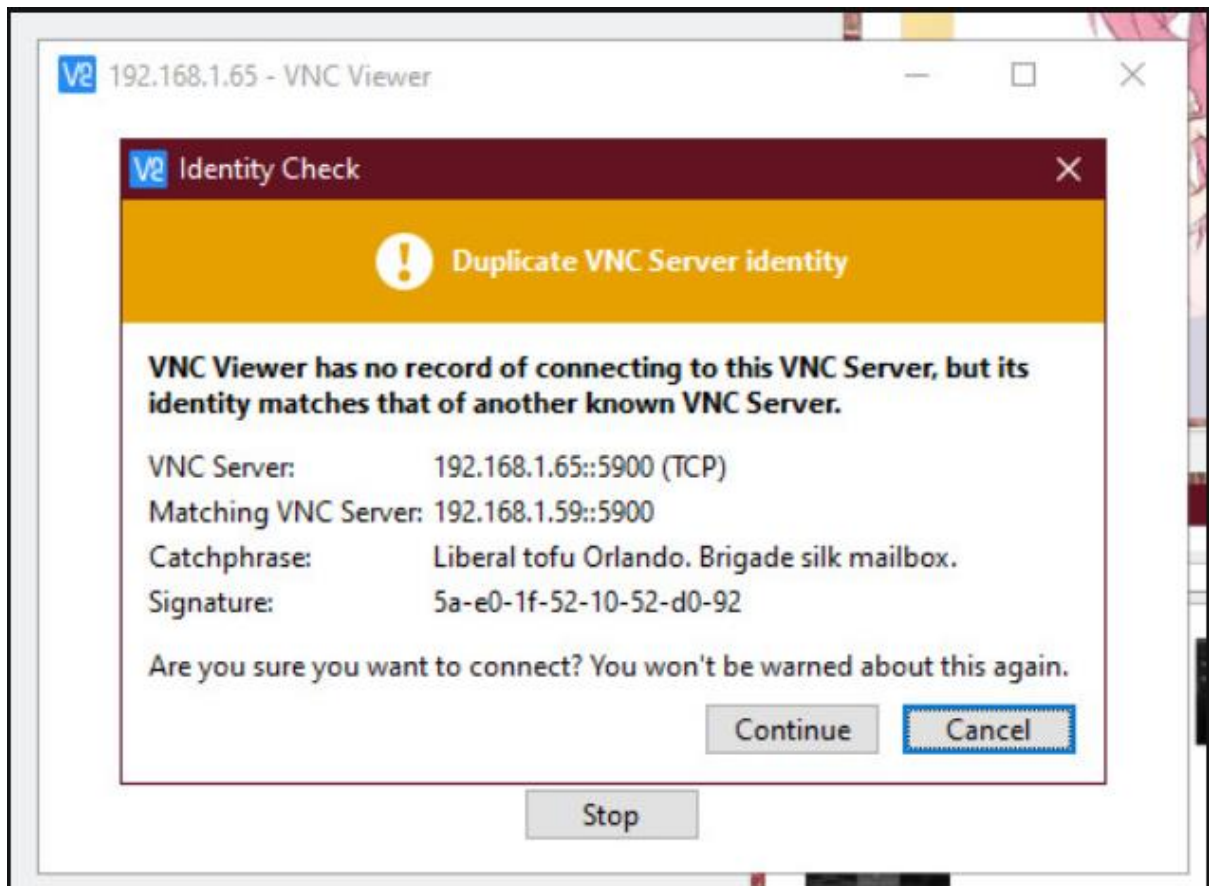 192.168.1.65 - VNC Viewer
Identity Check
Duplicate VNC Server identity
VNC Viewer has no record of connecting to this VNC Server, but its
identity matches that of another known VNC Server.
VNC Server: 192.168.1.65::5900 (TCP)
Matching VNC Server: 192.168.1.59::5900
Catchphrase: Liberal tofu Orlando. Brigade silk mailbox.
Signature: 5a-e0-1f-52-10-52-d0-92
Are you sure you want to connect? You won't be warned about this again.
Continue Cancel
Stop